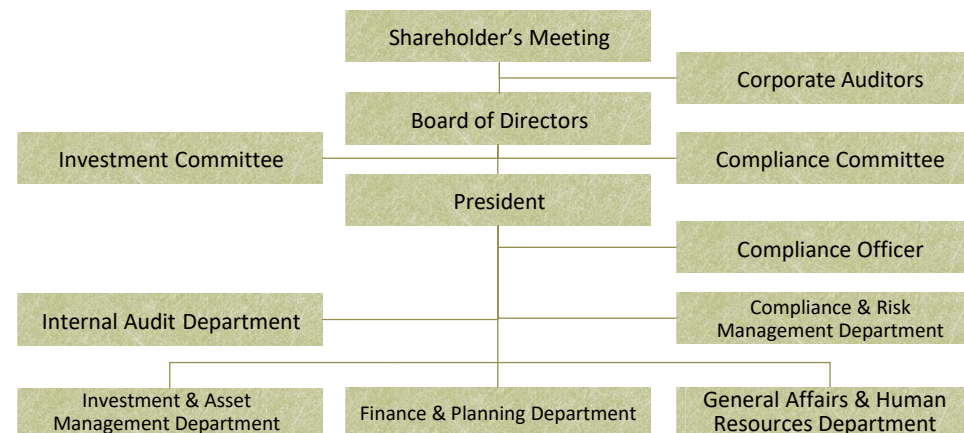 Shareholder’s Meeting
Corporate Auditors
Board of Directors
Investment Committee
Compliance Committee
President
Compliance Officer
Internal Audit Department
Compliance & Risk
Management Department
Investment & Asset
Management Department
Finance & Planning Department
General Affairs & Human
Resources Department